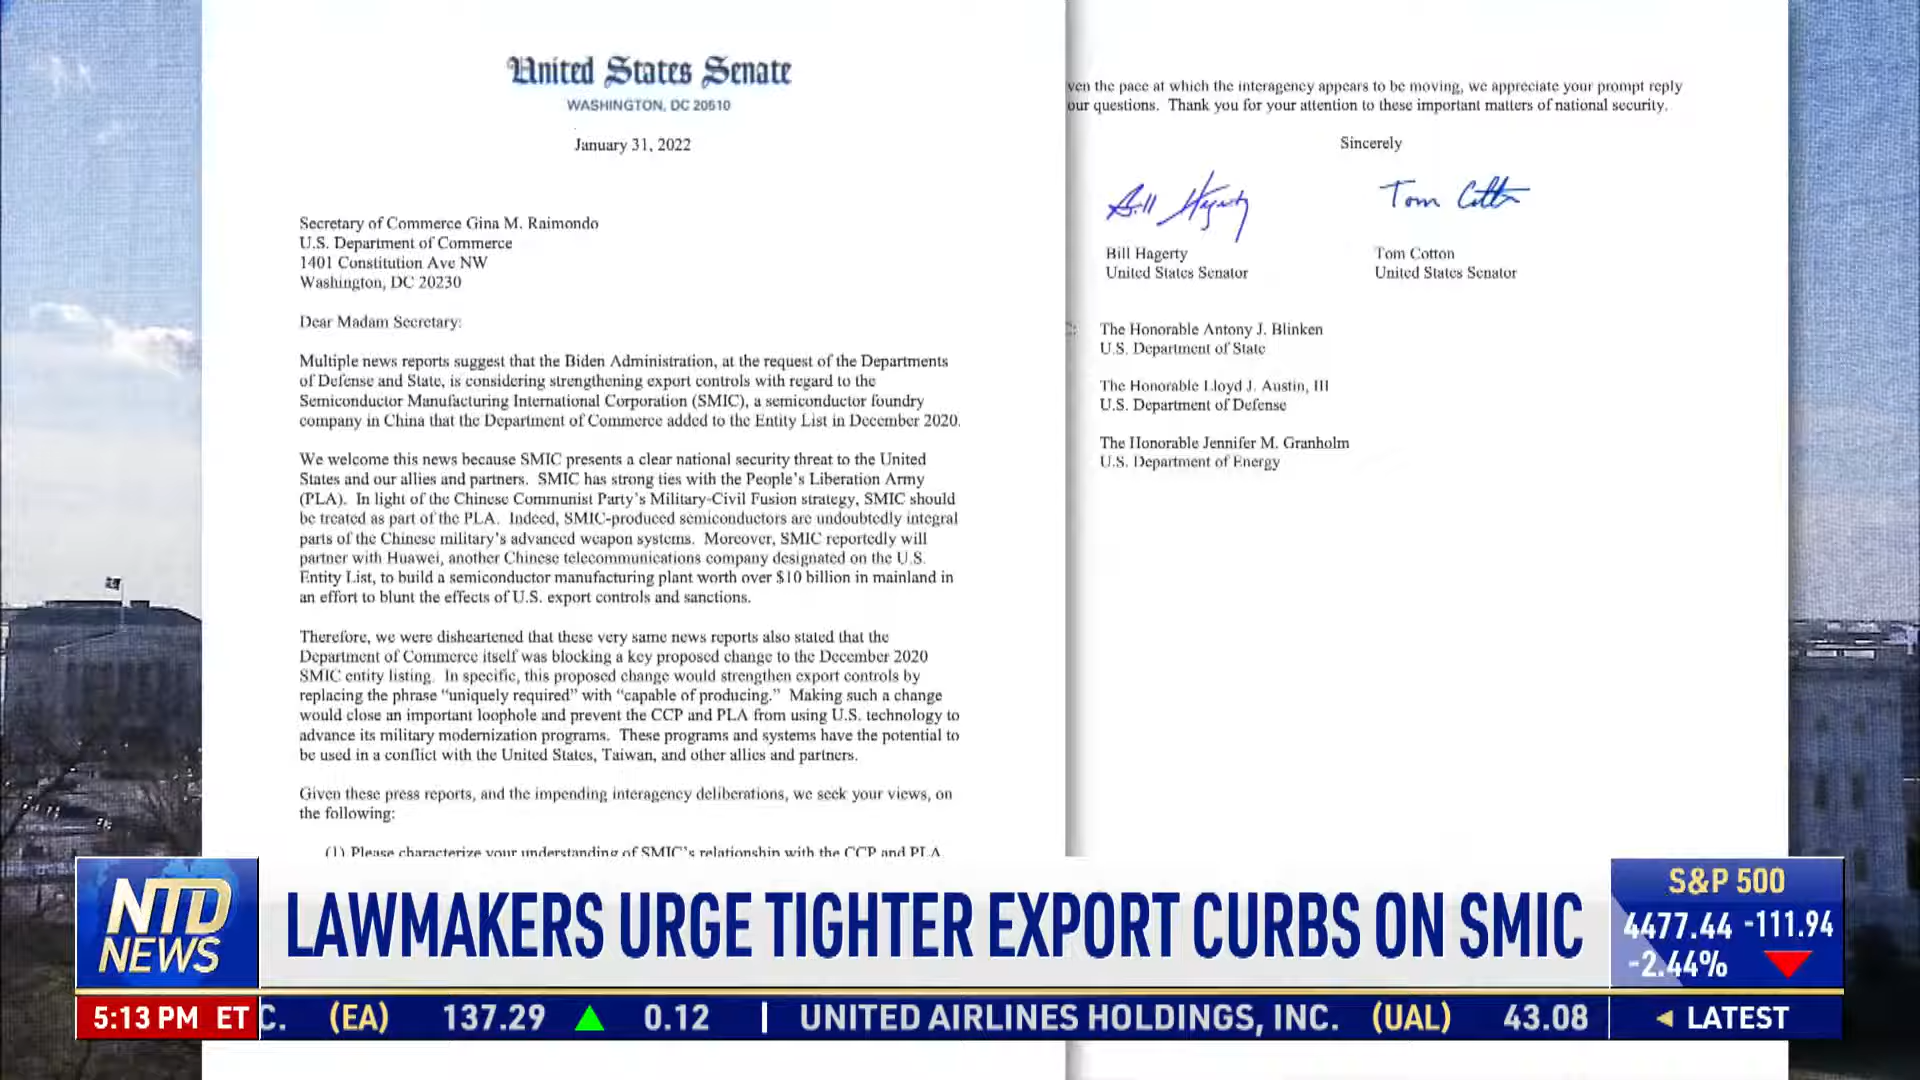 United States Senate
WASHINGTON, DC 20510
January 31, 2022
Secretary of Commerce Gina M. Raimondo
U.S. Department of Commerce
1401 Constitution Ave NW
Washington, DC 20230
Dear Madam Secretary:
Multiple news reports suggest that the Biden Administration, at the request of the Departments
of Defense and State, is considering strengthening export controls with regard to the
Semiconductor Manufacturing International Corporation (SMIC), a semiconductor foundry
company in China that the Department of Commerce added to the Entity List in December 2020.
We welcome this news because SMIC presents a clear national security threat to the United
States and our allies and partners.  SMIC has strong ties with the People's Liberation Army
(PLA).  In light of the Chinese Communist Party's Military-Civil Fusion strategy, SMIC should
be treated as part of the PLA.  Indeed, SMIC-produced semiconductors are undoubtedly integral
parts of the Chinese military's advanced weapon systems.  Moreover, SMIC reportedly will
partner with Huawei, another Chinese telecommunications company designated on the U.S.
Entity List, to build a semiconductor manufacturing plant worth over $10 billion in mainland in
an effort to blunt the effects of U.S. export controls and sanctions.
Therefore, we were disheartened that these very same news reports also stated that the
Department of Commerce itself was blocking a key proposed change to the December 2020
SMIC entity listing.  In specific, this proposed change would strengthen export controls by
replacing the phrase "uniquely required" with "capable of producing."  Making such a change
would close an important loophole and prevent the CCP and PLA from using U.S. technology to
advance its military modernization programs.  These programs and systems have the potential to
be used in a conflict with the United States, Taiwan, and other allies and partners.
Given these press reports, and the impending interagency deliberations, we seek your views, on
the following:
(1) Please characterize your understanding of SMIC's relationship with the CCP and PLA
ven the pace at which the interagency appears to be moving, we appreciate your prompt reply
our questions.  Thank you for your attention to these important matters of national security.
Sincerely
Bill Hagerty
Tom Cotton
Bill Hagerty
United States Senator
Tom Cotton
United States Senator
The Honorable Antony J. Blinken
U.S. Department of State
The Honorable Lloyd J. Austin, III
U.S. Department of Defense
The Honorable Jennifer M. Granholm
U.S. Department of Energy
NTD
NEWS
LAWMAKERS URGE TIGHTER EXPORT CURBS ON SMIC
S&P 500
4477.44 -111.94
-2.44%
5:13 PM ET
C. (EA) 137.29 ▲ 0.12 | UNITED AIRLINES HOLDINGS, INC. (UAL) 43.08
◄ LATEST